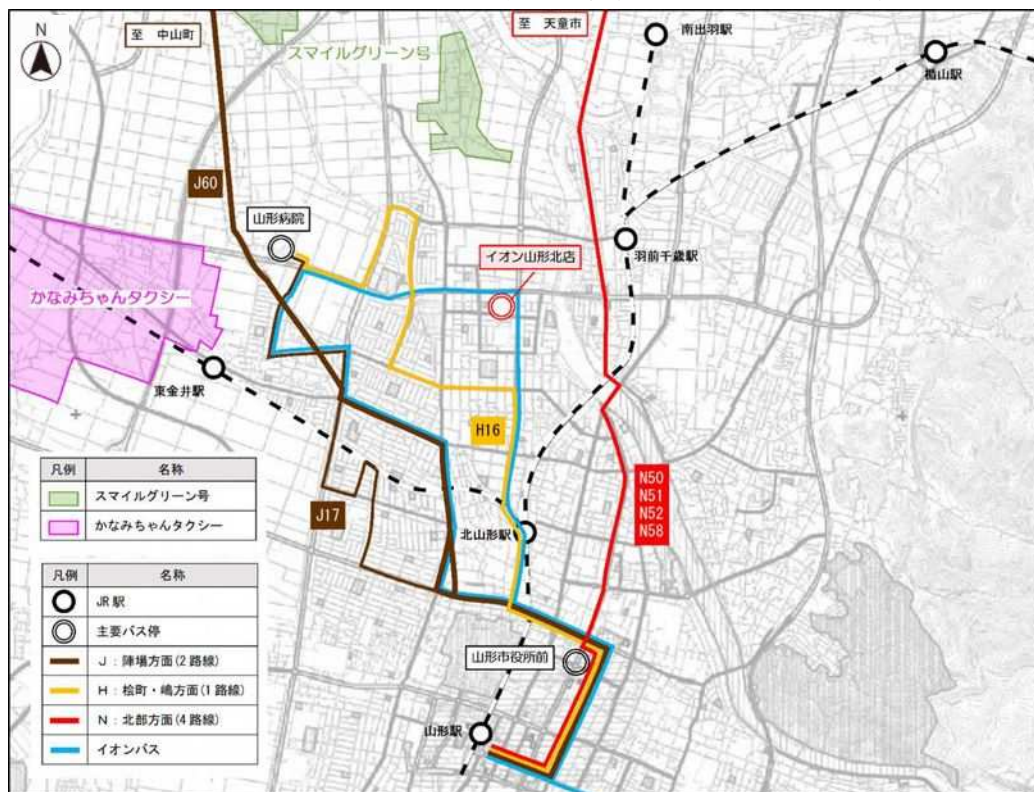 N
至 中山町
至 天童市
南出羽駅
楯山駅
スマイルグリーン号
J60
山形病院
イオン山形北店
羽前千歳駅
かなみちゃんタクシー
東金井駅
H16
N50
N51
N52
N58
J17
北山形駅
山形市役所前
山形駅
凡例 名称
スマイルグリーン号
かなみちゃんタクシー
凡例 名称
JR駅
主要バス停
J：陣場方面(2路線)
H：桧町・嶋方面(1路線)
N：北部方面(4路線)
イオンバス